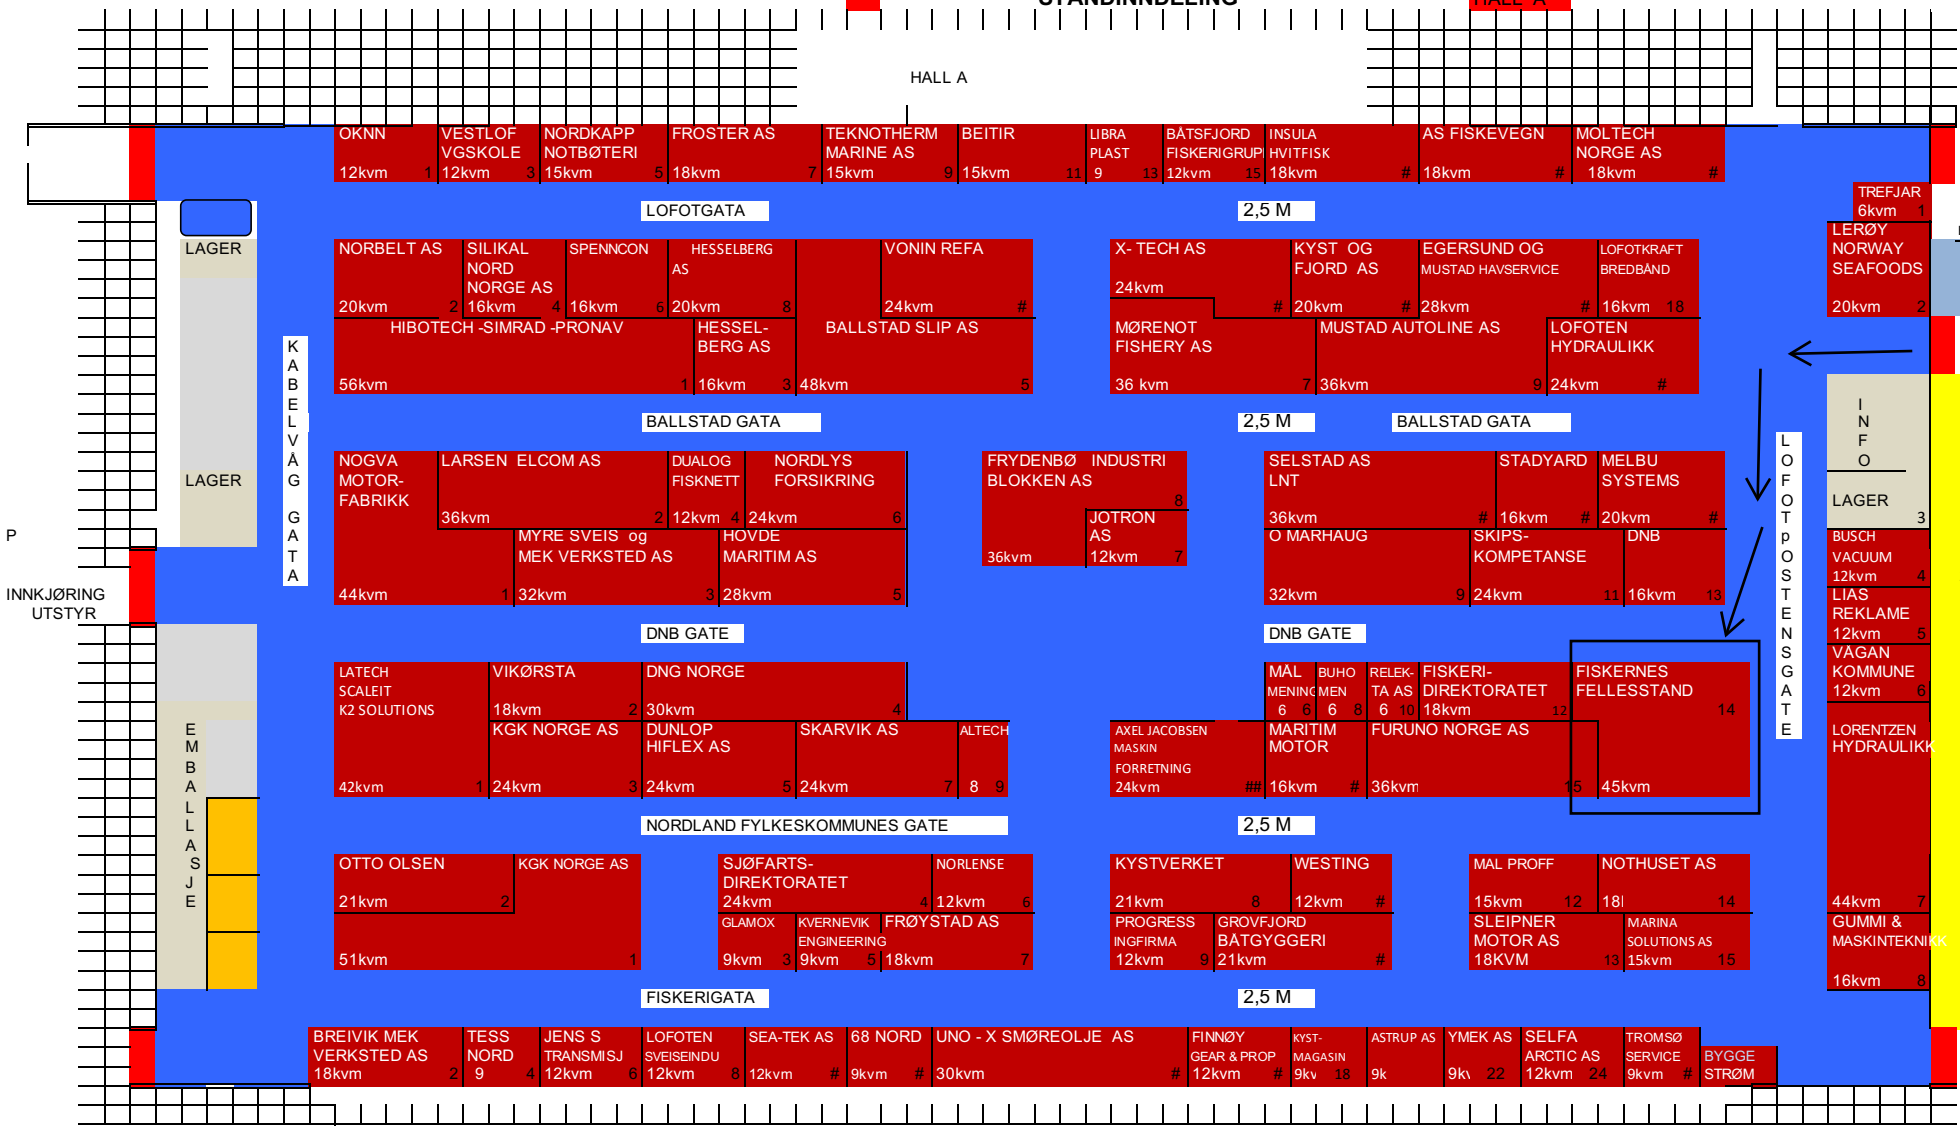 HALL A
HALL A
OKNN
12kvm 1
VESTLOF
VGSKOLE
12kvm 3
NORDKAPP
NOTBØTERI
15kvm 5
FROSTER AS
18kvm 7
TEKNOTHERM
MARINE AS
15kvm 9
BEITIR
15kvm 11
LIBRA
PLAST
9 13
BÅTSFJORD
FISKERIGRUP
12kvm 15
INSULA
HVITFISK
18kvm #
AS FISKEVEGN
18kvm #
MOLTECH
NORGE AS
18kvm #
TREFJAR
6kvm 1
LOFOTGATA
2,5 M
LERØY
NORWAY
SEAFOODS
20kvm 2
LAGER
NORBELT AS
20kvm 2
SILIKAL
NORD
NORGE AS
16kvm 4
SPENNCON
16kvm 6
HESSELBERG
AS
20kvm 8
VONIN REFA
24kvm #
X- TECH AS
24kvm
#
KYST OG
FJORD AS
20kvm #
EGERSUND OG
MUSTAD HAVSERVICE
28kvm #
LOFOTKRAFT
BREDBÅND
16kvm 18
HIBOTECH -SIMRAD -PRONAV
56kvm 1
HESSEL-
BERG AS
16kvm 3
BALLSTAD SLIP AS
48kvm 5
MØRENOT
FISHERY AS
36 kvm 7
MUSTAD AUTOLINE AS
36kvm 9
LOFOTEN
HYDRAULIKK
24kvm #
KABELVÅG GATA
BALLSTAD GATA
2,5 M
BALLSTAD GATA
LOFOTpOSTENSGATE
INFO
LAGER
3
LAGER
NOGVA
MOTOR-
FABRIKK
44kvm 1
LARSEN ELCOM AS
36kvm 2
DUALOG
FISKNETT
12kvm 4
NORDLYS
FORSIKRING
24kvm 6
MYRE SVEIS og
MEK VERKSTED AS
32kvm 3
HOVDE
MARITIM AS
28kvm 5
FRYDENBØ INDUSTRI
BLOKKEN AS
8
36kvm
JOTRON
AS
12kvm 7
SELSTAD AS
LNT
36kvm #
STADYARD
16kvm #
MELBU
SYSTEMS
20kvm #
O MARHAUG
32kvm 9
SKIPS-
KOMPETANSE
24kvm 11
DNB
16kvm 13
BUSCH
VACUUM
12kvm 4
LIAS
REKLAME
12kvm 5
VÅGAN
KOMMUNE
12kvm 6
P
INNKJØRING
UTSTYR
DNB GATE
DNB GATE
LATECH
SCALEIT
K2 SOLUTIONS
42kvm 1
VIKØRSTA
18kvm 2
DNG NORGE
30kvm 4
KGK NORGE AS
24kvm 3
DUNLOP
HIFLEX AS
24kvm 5
SKARVIK AS
24kvm 7
ALTECH
8 9
MÅL
MENING
6 6
BUHO
MEN
6 8
RELEK-
TA AS
6 10
FISKERI-
DIREKTORATET
18kvm 12
FISKERNES
FELLESSTAND
14
45kvm
AXEL JACOBSEN
MASKIN
FORRETNING
24kvm ##
MARITIM
MOTOR
16kvm #
FURUNO NORGE AS
36kvm 15
LORENTZEN
HYDRAULIKK
44kvm 7
EMBALLASJE
NORDLAND FYLKESKOMMUNES GATE
2,5 M
OTTO OLSEN
21kvm 2
KGK NORGE AS
51kvm 1
SJØFARTS-
DIREKTORATET
24kvm 4
NORLENSE
12kvm 6
GLAMOX
9kvm 3
KVERNEVIK
ENGINEERING
9kvm 5
FRØYSTAD AS
18kvm 7
KYSTVERKET
21kvm 8
WESTING
12kvm #
PROGRESS
INGFIRMA
12kvm 9
GROVFJORD
BÅTGYGGERI
21kvm #
MAL PROFF
15kvm 12
NOTHUSET AS
14
SLEIPNER
MOTOR AS
18KVM 13
MARINA
SOLUTIONS AS
15kvm 15
GUMMI &
MASKINTEKNIKK
16kvm 8
FISKERIGATA
2,5 M
BREIVIK MEK
VERKSTED AS
18kvm 2
TESS
NORD
9 4
JENS S
TRANSMISJ
12kvm 6
LOFOTEN
SVEISEINDU
12kvm 8
SEA-TEK AS
12kvm #
68 NORD
9kvm #
UNO - X SMØREOLJE AS
30kvm #
FINNØY
GEAR & PROP
12kvm #
KYST-
MAGASIN
9kv 18
ASTRUP AS
9k
YMEK AS
9k 22
SELFA
ARCTIC AS
12kvm 24
TROMSØ
SERVICE
9kvm #
BYGGE
STRØM